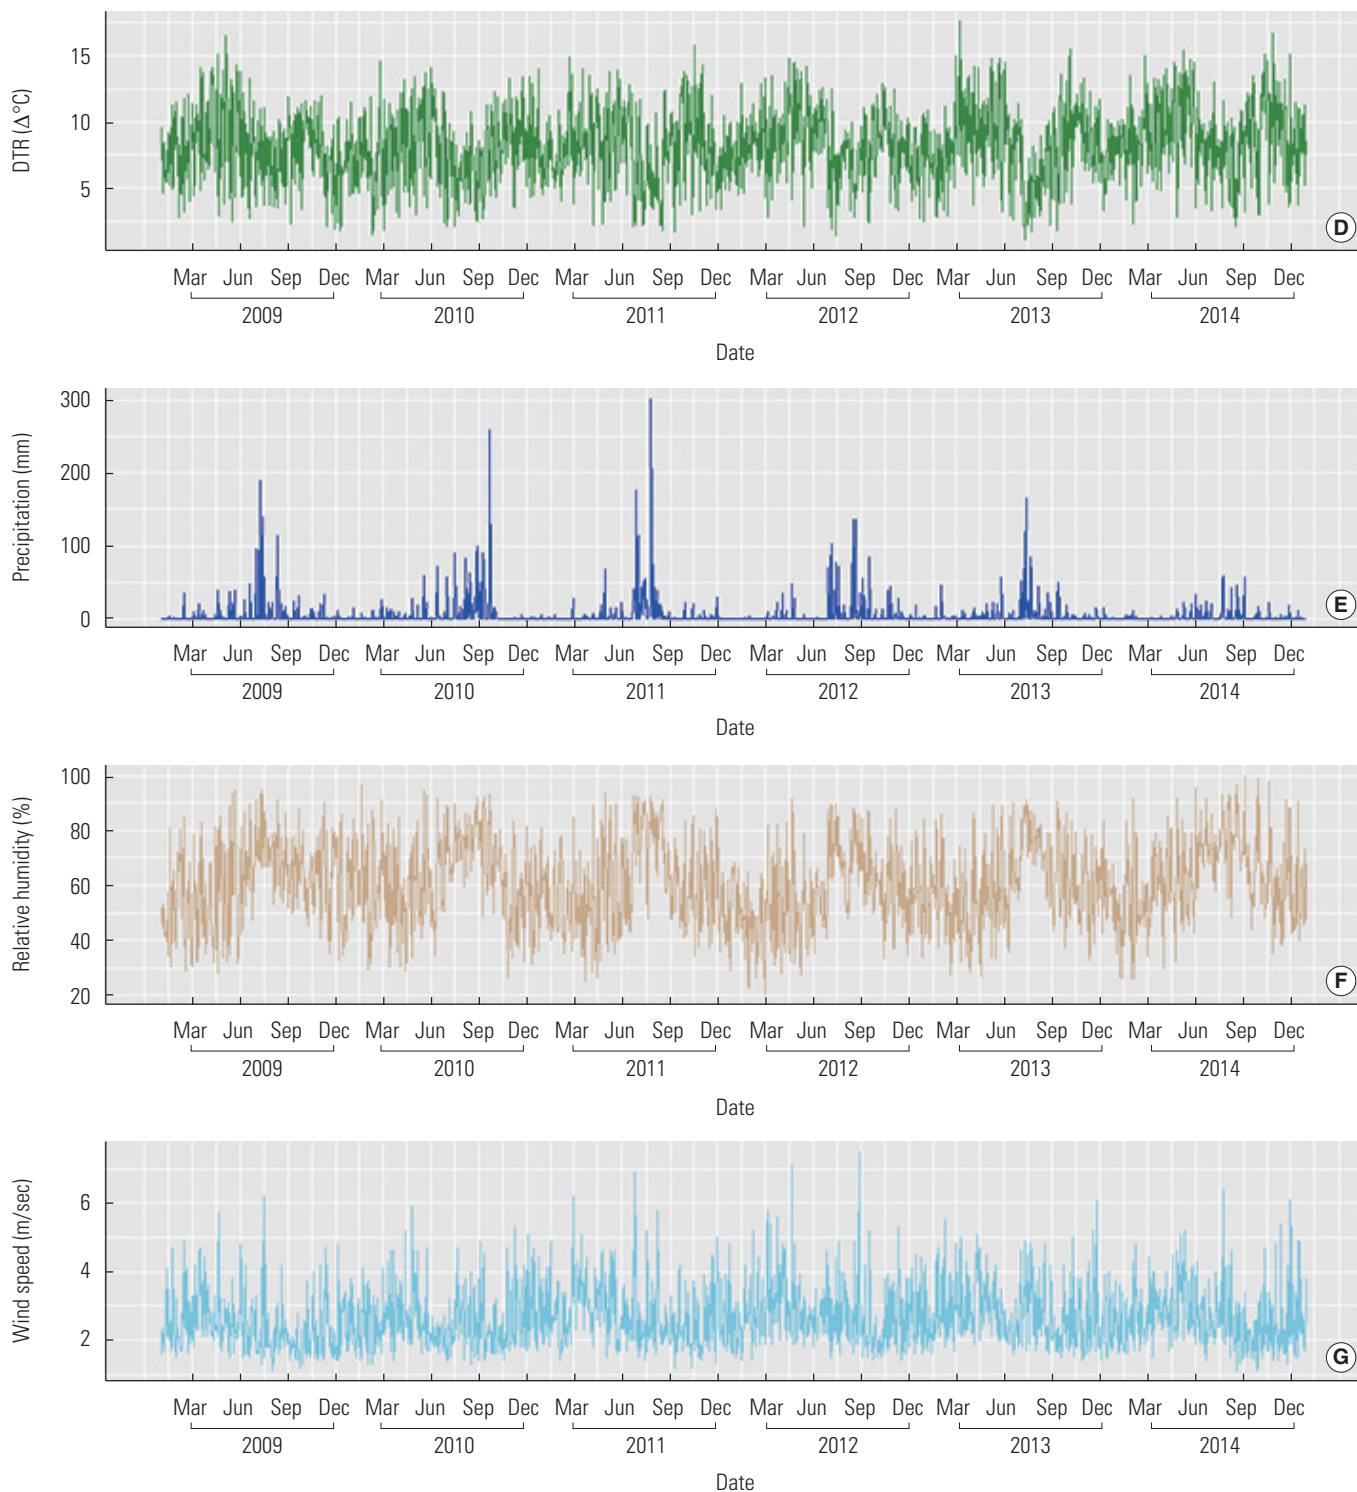 DTR (Δ°C)
15
10
5
D
Mar Jun Sep Dec Mar Jun Sep Dec Mar Jun Sep Dec Mar Jun Sep Dec Mar Jun Sep Dec Mar Jun Sep Dec
2009 2010 2011 2012 2013 2014
Date
Precipitation (mm)
300
200
100
0
E
Mar Jun Sep Dec Mar Jun Sep Dec Mar Jun Sep Dec Mar Jun Sep Dec Mar Jun Sep Dec Mar Jun Sep Dec
2009 2010 2011 2012 2013 2014
Date
Relative humidity (%)
100
80
60
40
20
F
Mar Jun Sep Dec Mar Jun Sep Dec Mar Jun Sep Dec Mar Jun Sep Dec Mar Jun Sep Dec Mar Jun Sep Dec
2009 2010 2011 2012 2013 2014
Date
Wind speed (m/sec)
6
4
2
G
Mar Jun Sep Dec Mar Jun Sep Dec Mar Jun Sep Dec Mar Jun Sep Dec Mar Jun Sep Dec Mar Jun Sep Dec
2009 2010 2011 2012 2013 2014
Date